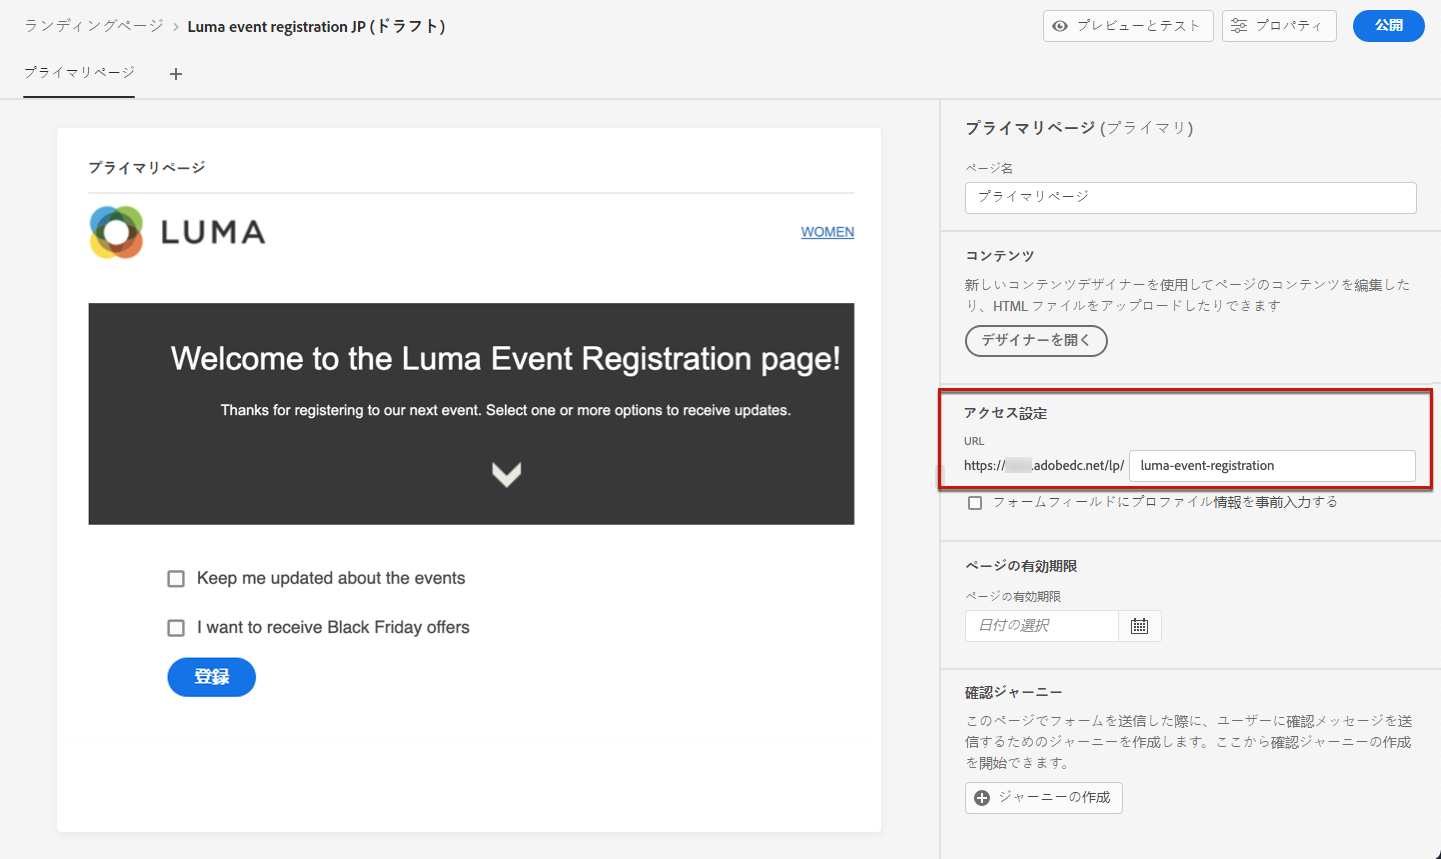 ランディングページ > Luma event registration JP (ドラフト)
プレビューとテスト
プロパティ
公開
プライマリページ +
プライマリページ
LUMA
WOMEN
Welcome to the Luma Event Registration page!
Thanks for registering to our next event. Select one or more options to receive updates.
Keep me updated about the events
I want to receive Black Friday offers
登録
プライマリページ (プライマリ)
ページ名
プライマリページ
コンテンツ
新しいコンテンツデザイナーを使用してページのコンテンツを編集した
り、HTML ファイルをアップロードしたりできます
デザイナーを開く
アクセス設定
URL
https:// .adobedc.net/lp/ luma-event-registration
フォームフィールドにプロファイル情報を事前入力する
ページの有効期限
ページの有効期限
日付の選択
確認ジャーニー
このページでフォームを送信した際に、ユーザーに確認メッセージを送
信するためのジャーニーを作成します。ここから確認ジャーニーの作成
を開始できます。
ジャーニーの作成